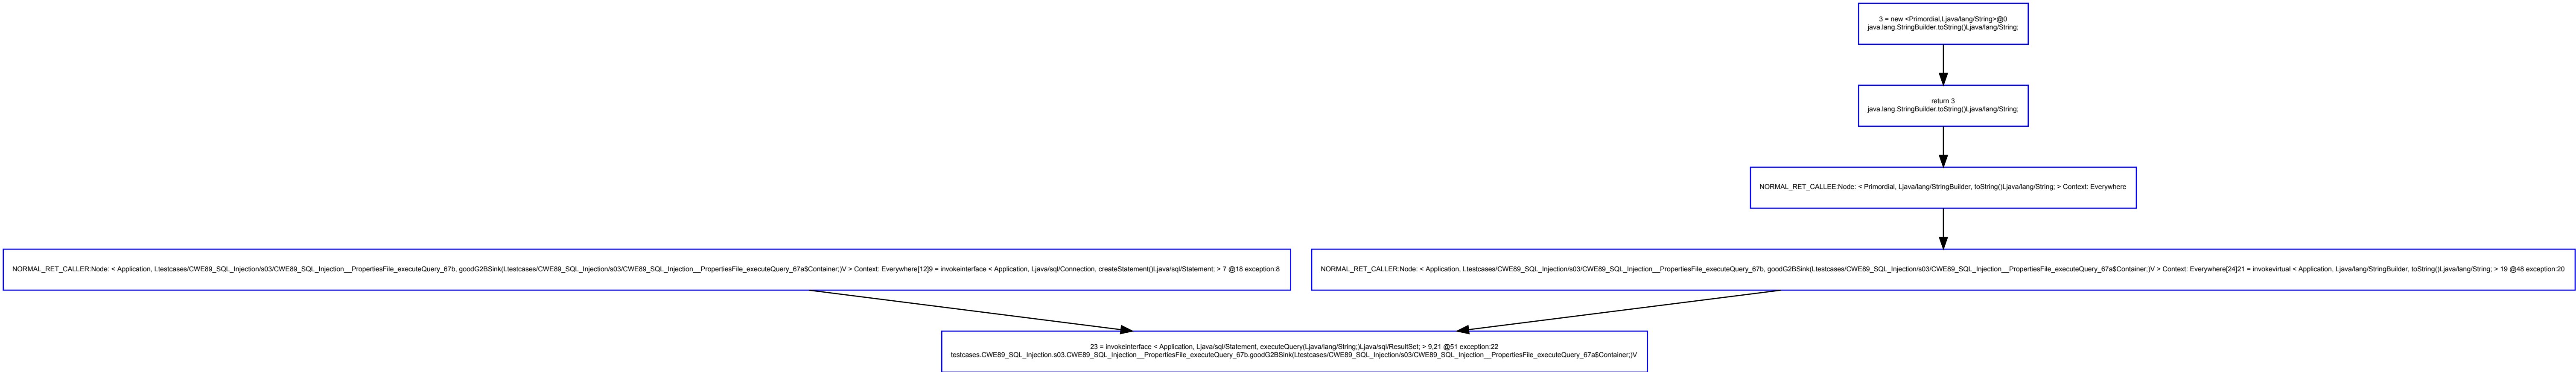 3 = new <Primordial,Ljava/lang/String>@0
java.lang.StringBuilder.toString()Ljava/lang/String;
return 3
java.lang.StringBuilder.toString()Ljava/lang/String;
NORMAL_RET_CALLEE:Node: < Primordial, Ljava/lang/StringBuilder, toString()Ljava/lang/String; > Context: Everywhere
NORMAL_RET_CALLER:Node: < Application, Ltestcases/CWE89_SQL_Injection/s03/CWE89_SQL_Injection__PropertiesFile_executeQuery_67b, goodG2BSink(Ltestcases/CWE89_SQL_Injection/s03/CWE89_SQL_Injection__PropertiesFile_executeQuery_67a$Container;)V > Context: Everywhere[12]9 = invokeinterface < Application, Ljava/sql/Connection, createStatement()Ljava/sql/Statement; > 7 @18 exception:8
NORMAL_RET_CALLER:Node: < Application, Ltestcases/CWE89_SQL_Injection/s03/CWE89_SQL_Injection__PropertiesFile_executeQuery_67b, goodG2BSink(Ltestcases/CWE89_SQL_Injection/s03/CWE89_SQL_Injection__PropertiesFile_executeQuery_67a$Container;)V > Context: Everywhere[24]21 = invokevirtual < Application, Ljava/lang/StringBuilder, toString()Ljava/lang/String; > 19 @48 exception:20
23 = invokeinterface < Application, Ljava/sql/Statement, executeQuery(Ljava/lang/String;)Ljava/sql/ResultSet; > 9,21 @51 exception:22
testcases.CWE89_SQL_Injection.s03.CWE89_SQL_Injection__PropertiesFile_executeQuery_67b.goodG2BSink(Ltestcases/CWE89_SQL_Injection/s03/CWE89_SQL_Injection__PropertiesFile_executeQuery_67a$Container;)V